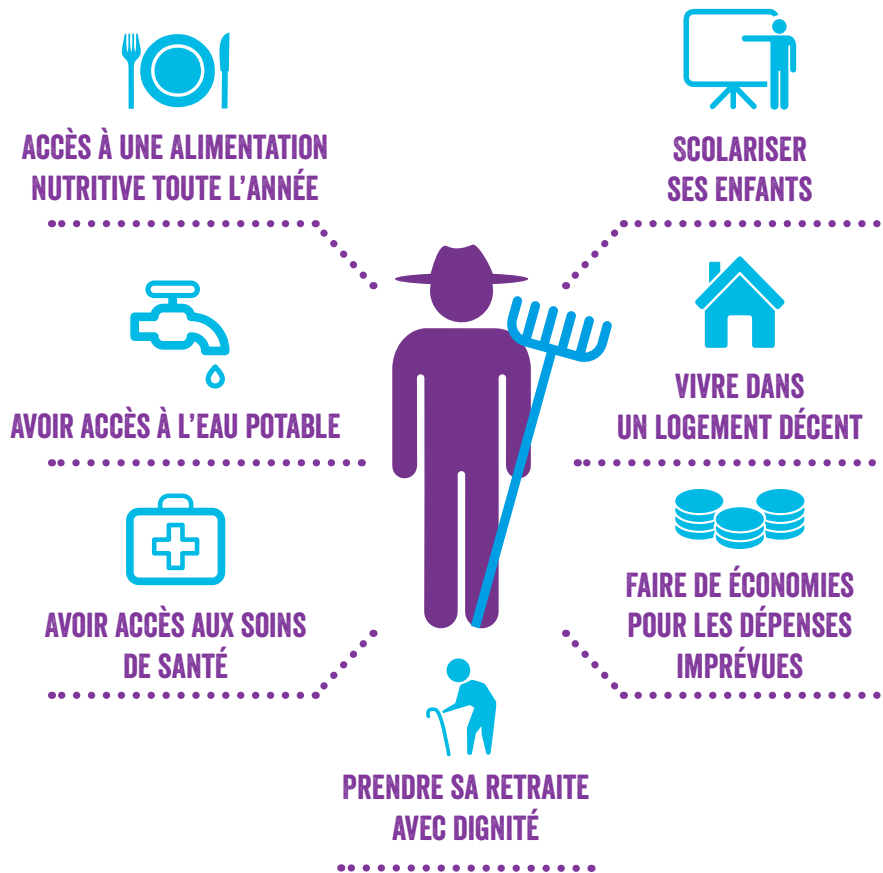 ACCÈS À UNE ALIMENTATION
NUTRITIVE TOUTE L'ANNÉE
SCOLARISER
SES ENFANTS
AVOIR ACCÈS À L'EAU POTABLE
VIVRE DANS
UN LOGEMENT DÉCENT
AVOIR ACCÈS AUX SOINS
DE SANTÉ
FAIRE DE ÉCONOMIES
POUR LES DÉPENSES
IMPRÉVUES
PRENDRE SA RETRAITE
AVEC DIGNITÉ